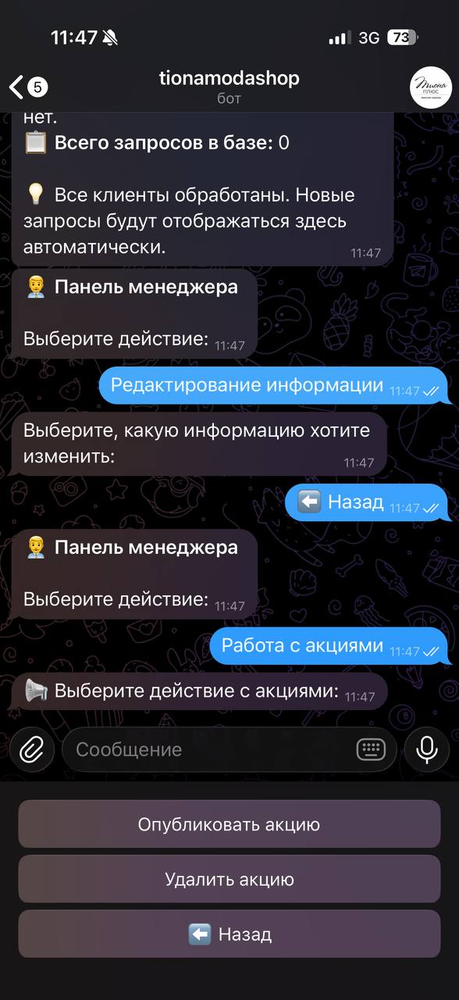 11:47
3G 73
5
tionamodashop
бот
Тиона
ПЛЮС
нет.
📋 Всего запросов в базе: 0
💡 Все клиенты обработаны. Новые
запросы будут отображаться здесь
автоматически.
11:47
👨‍💼 Панель менеджера
Выберите действие: 11:47
Редактирование информации 11:47
Выберите, какую информацию хотите
изменить:
11:47
⬅️ Назад 11:47
👨‍💼 Панель менеджера
Выберите действие: 11:47
Работа с акциями 11:47
📢 Выберите действие с акциями: 11:47
Сообщение
Опубликовать акцию
Удалить акцию
⬅️ Назад